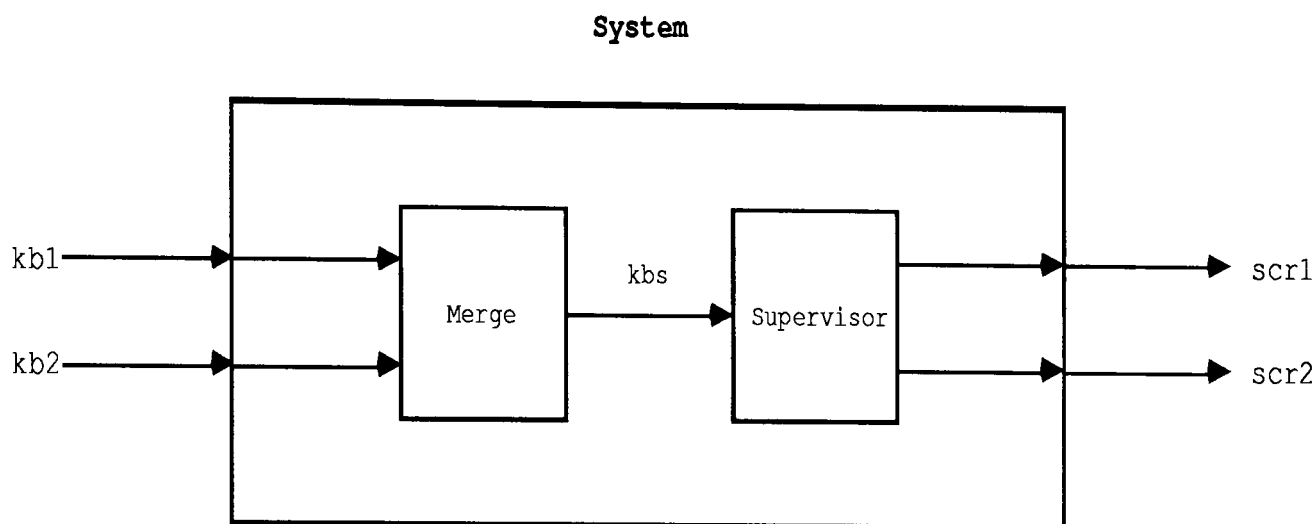 System
kb1
kbs
scr1
Merge
Supervisor
kb2
scr2